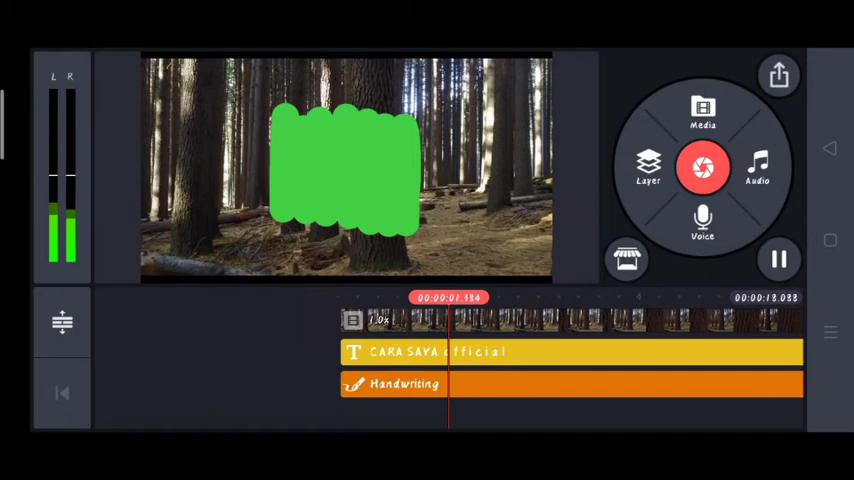 L R
Media
Layer
Audio
Voice
00:00:01.384
00:00:18.088
1.0x
T CARA SAYA official
Handwriting